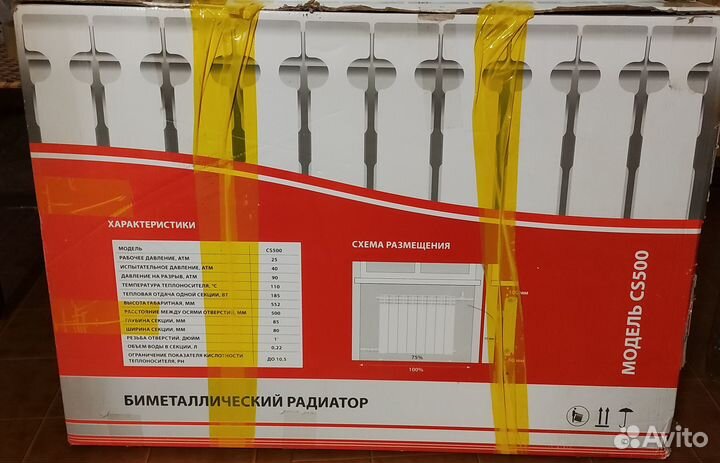 ХАРАКТЕРИСТИКИ
МОДЕЛЬ CS500
РАБОЧЕЕ ДАВЛЕНИЕ, АТМ 25
ИСПЫТАТЕЛЬНОЕ ДАВЛЕНИЕ, АТМ 40
ДАВЛЕНИЕ НА РАЗРЫВ, АТМ 90
ТЕМПЕРАТУРА ТЕПЛОНОСИТЕЛЯ, °С 110
ТЕПЛОВАЯ ОТДАЧА ОДНОЙ СЕКЦИИ, ВТ 185
ВЫСОТА ГАБАРИТНАЯ, ММ 552
РАССТОЯНИЕ МЕЖДУ ОСЯМИ ОТВЕРСТИЙ, ММ 500
ГЛУБИНА СЕКЦИИ, ММ 85
ШИРИНА СЕКЦИИ, ММ 80
РЕЗЬБА ОТВЕРСТИЙ, ДЮЙМ 1"
ОБЪЕМ ВОДЫ В СЕКЦИИ, Л 0,22
ОГРАНИЧЕНИЕ ПОКАЗАТЕЛЯ КИСЛОТНОСТИ
ТЕПЛОНОСИТЕЛЯ, PH ДО 10,5
СХЕМА РАЗМЕЩЕНИЯ
75%
100%
МОДЕЛЬ CS500
БИМЕТАЛЛИЧЕСКИЙ РАДИАТОР
Avito